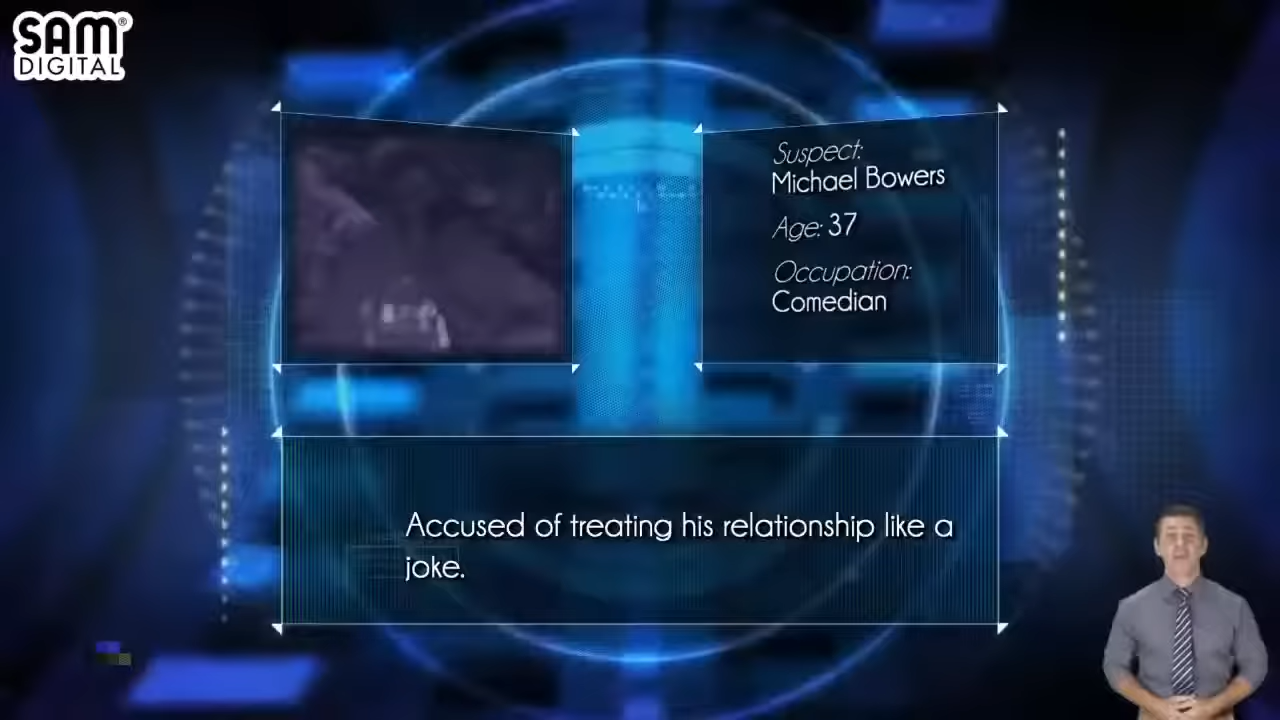 SAM®
DIGITAL
Suspect:
Michael Bowers
Age: 37
Occupation:
Comedian
Accused of treating his relationship like a
joke.